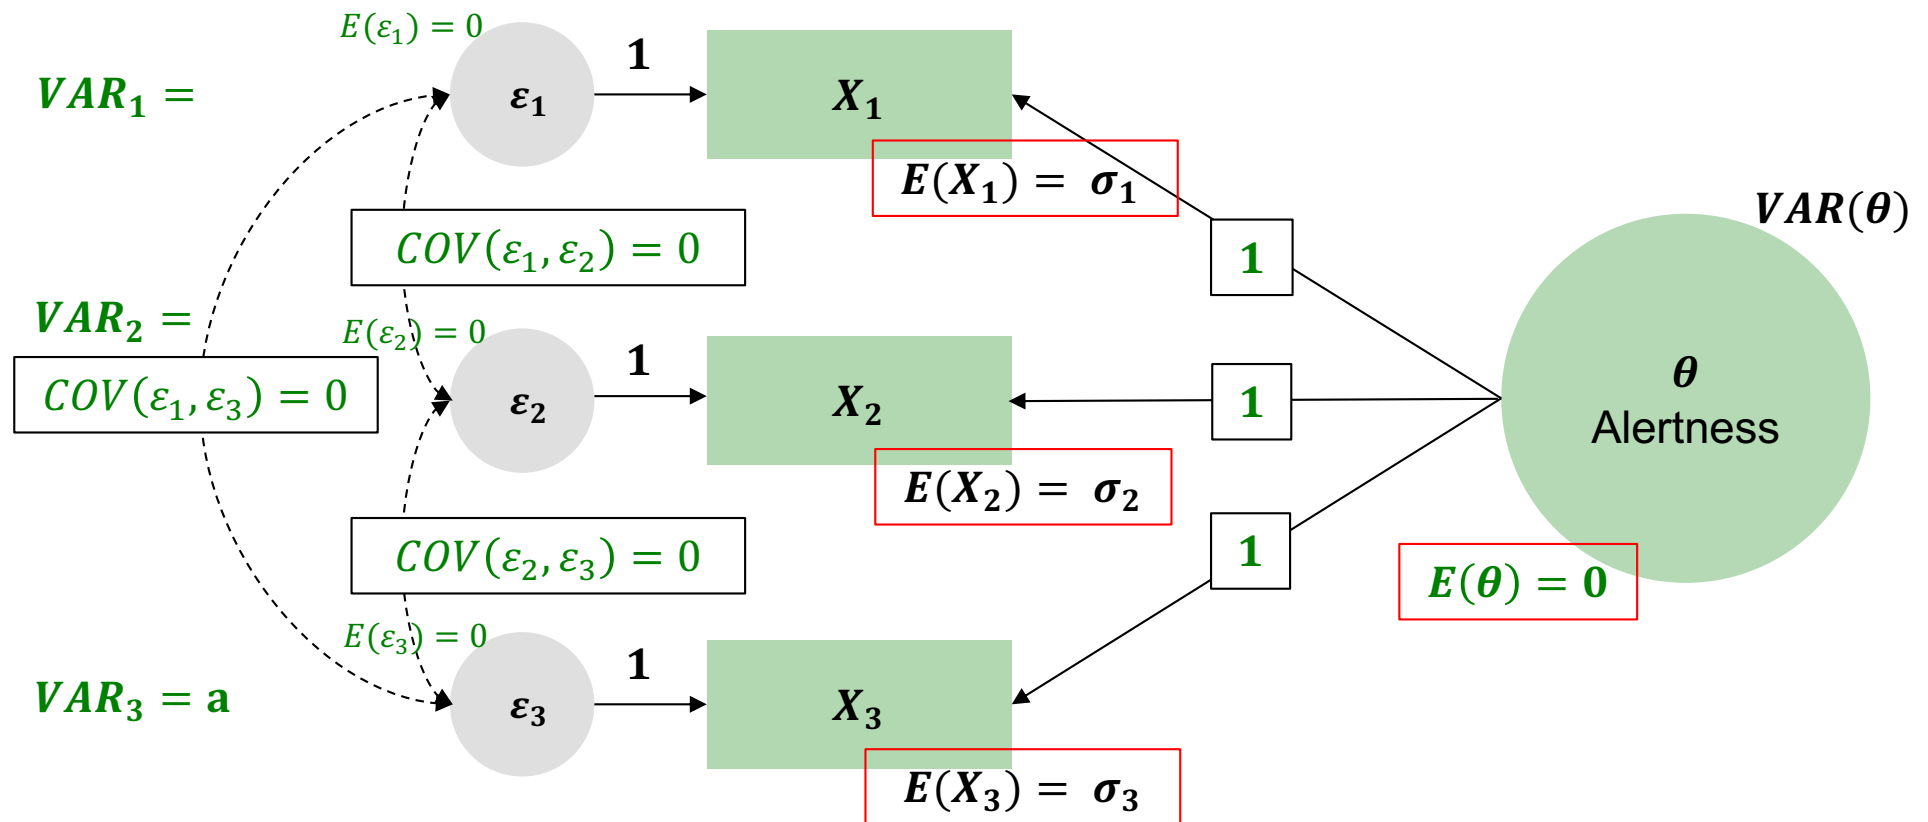 E(ε₁) = 0
VAR₁ =
ε₁
1
X₁
E(X₁) = σ₁
VAR(θ)
COV(ε₁, ε₂) = 0
1
VAR₂ =
E(ε₂) = 0
COV(ε₁, ε₃) = 0
ε₂
1
X₂
1
E(X₂) = σ₂
θ
Alertness
COV(ε₂, ε₃) = 0
1
E(θ) = 0
E(ε₃) = 0
VAR₃ = a
ε₃
1
X₃
E(X₃) = σ₃